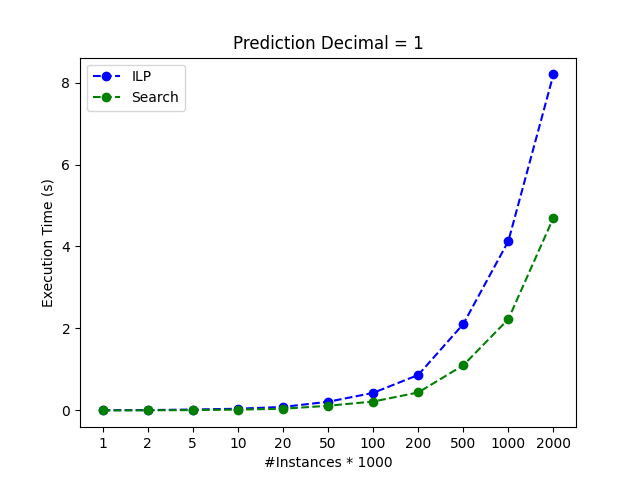 Prediction Decimal = 1
ILP
Search
Execution Time (s)
8
6
4
2
0
1 2 5 10 20 50 100 200 500 1000 2000
#Instances * 1000